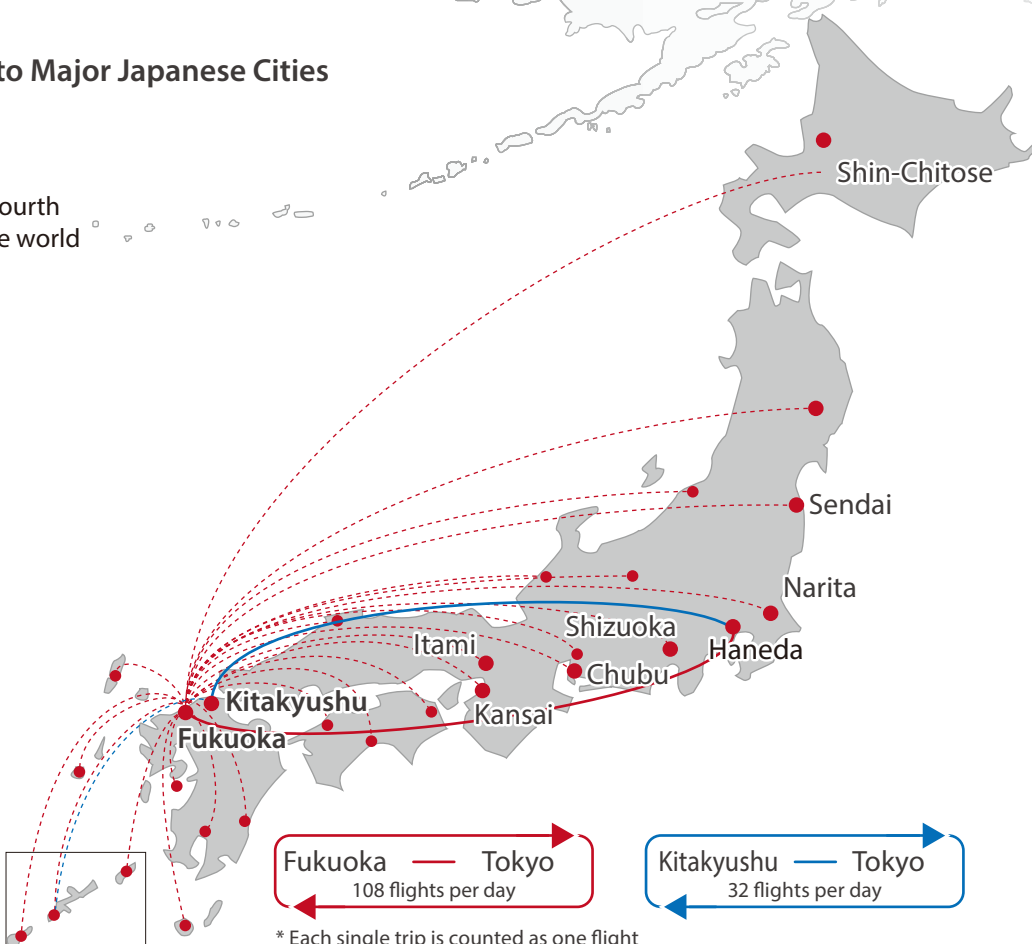 to Major Japanese Cities
ourth
e world
Shin-Chitose
Sendai
Narita
Shizuoka
Haneda
Itami
Chubu
Kansai
Kitakyushu
Fukuoka
Fukuoka — Tokyo
108 flights per day
Kitakyushu — Tokyo
32 flights per day
* Each single trip is counted as one flight